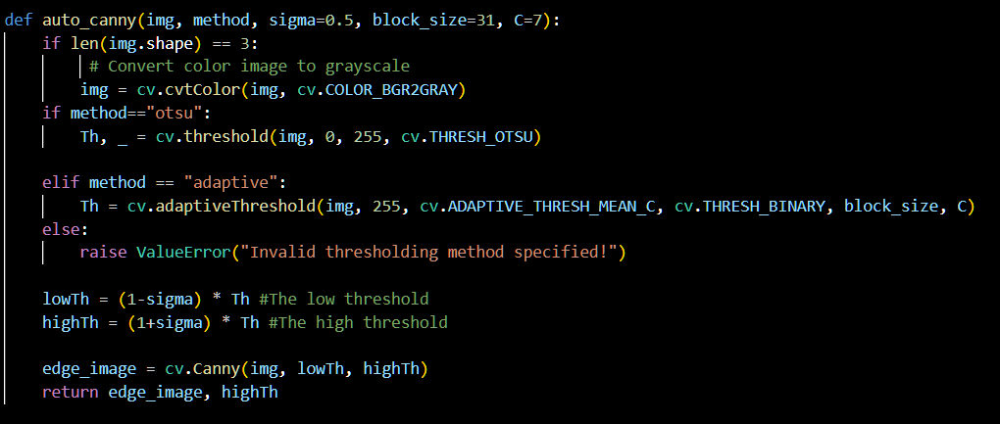 def auto_canny(img, method, sigma=0.5, block_size=31, C=7):
    if len(img.shape) == 3:
        # Convert color image to grayscale
        img = cv.cvtColor(img, cv.COLOR_BGR2GRAY)
    if method=="otsu":
        Th, _ = cv.threshold(img, 0, 255, cv.THRESH_OTSU)

    elif method == "adaptive":
        Th = cv.adaptiveThreshold(img, 255, cv.ADAPTIVE_THRESH_MEAN_C, cv.THRESH_BINARY, block_size, C)
    else:
        raise ValueError("Invalid thresholding method specified!")

    lowTh = (1-sigma) * Th #The low threshold
    highTh = (1+sigma) * Th #The high threshold

    edge_image = cv.Canny(img, lowTh, highTh)
    return edge_image, highTh